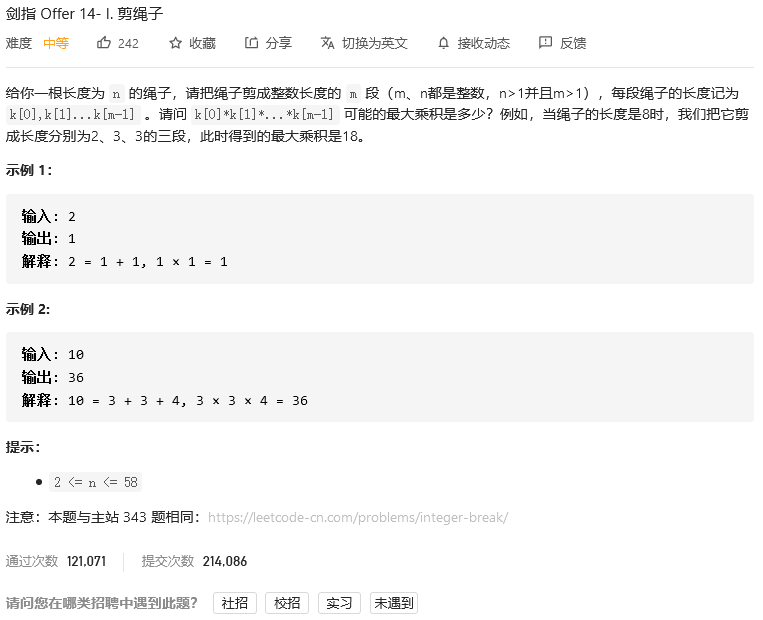 剑指 Offer 14- I. 剪绳子
难度 中等 242 收藏 分享 切换为英文 接收动态 反馈
给你一根长度为 n 的绳子，请把绳子剪成整数长度的 m 段（m、n都是整数，n>1并且m>1），每段绳子的长度记为
k[0],k[1]...k[m-1] 。请问 k[0]*k[1]*...*k[m-1] 可能的最大乘积是多少？例如，当绳子的长度是8时，我们把它剪
成长度分别为2、3、3的三段，此时得到的最大乘积是18。
示例 1：
输入: 2
输出: 1
解释: 2 = 1 + 1, 1 × 1 = 1
示例 2:
输入: 10
输出: 36
解释: 10 = 3 + 3 + 4, 3 × 3 × 4 = 36
提示：
2 <= n <= 58
注意：本题与主站 343 题相同：https://leetcode-cn.com/problems/integer-break/
通过次数 121,071 提交次数 214,086
请问您在哪类招聘中遇到此题？ 社招 校招 实习 未遇到